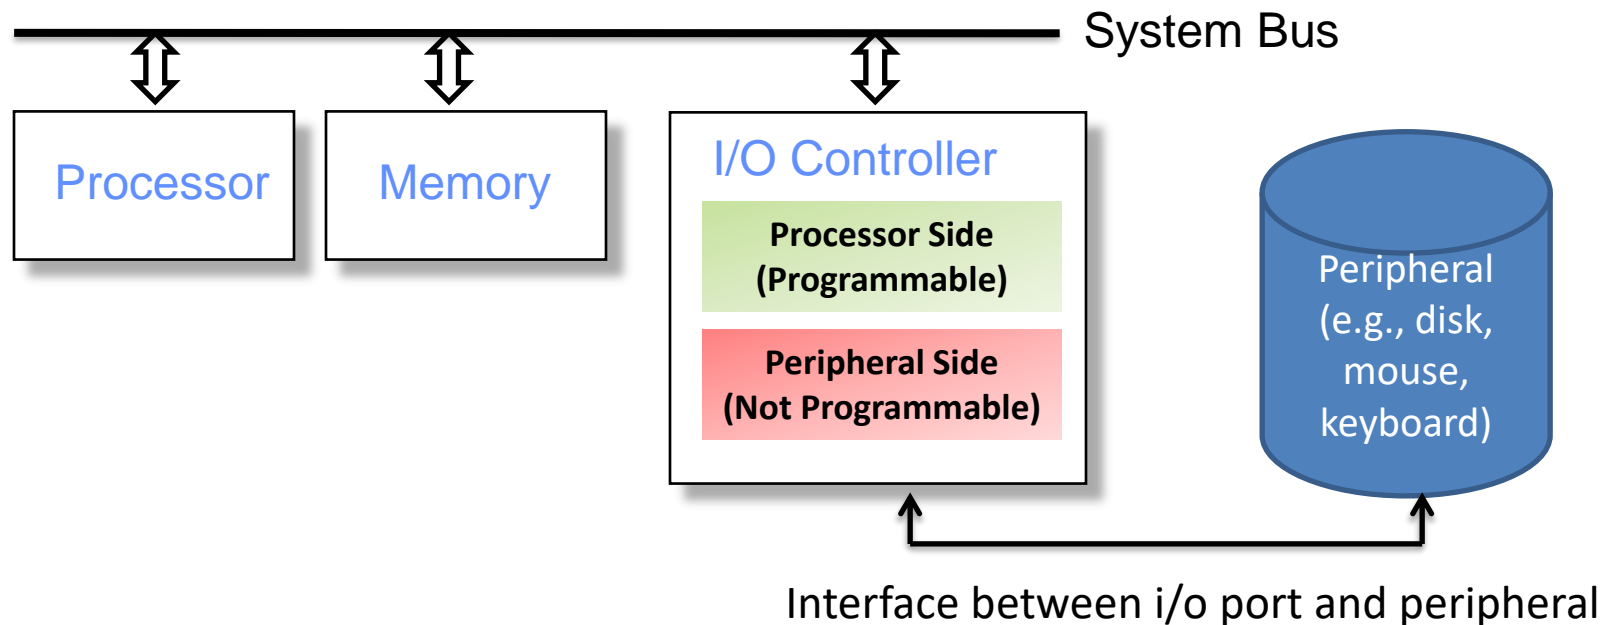 System Bus
Processor
Memory
I/O Controller
Processor Side
(Programmable)
Peripheral Side
(Not Programmable)
Peripheral
(e.g., disk,
mouse,
keyboard)
Interface between i/o port and peripheral